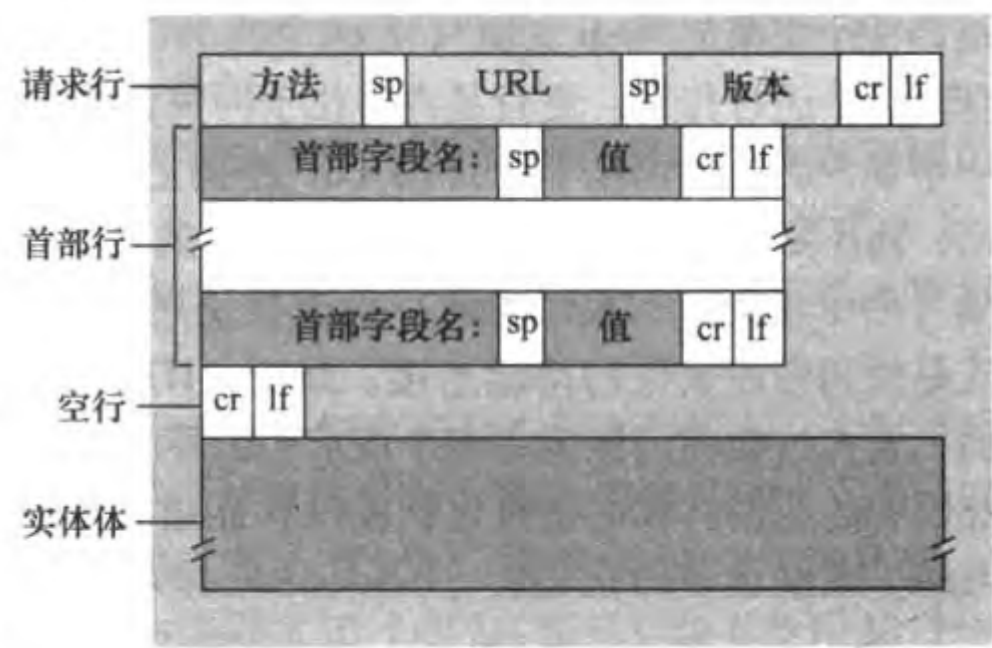 请求行 方法 sp URL sp 版本 cr lf
首部字段名: sp 值 cr lf
首部行
首部字段名: sp 值 cr lf
空行 cr lf
实体体